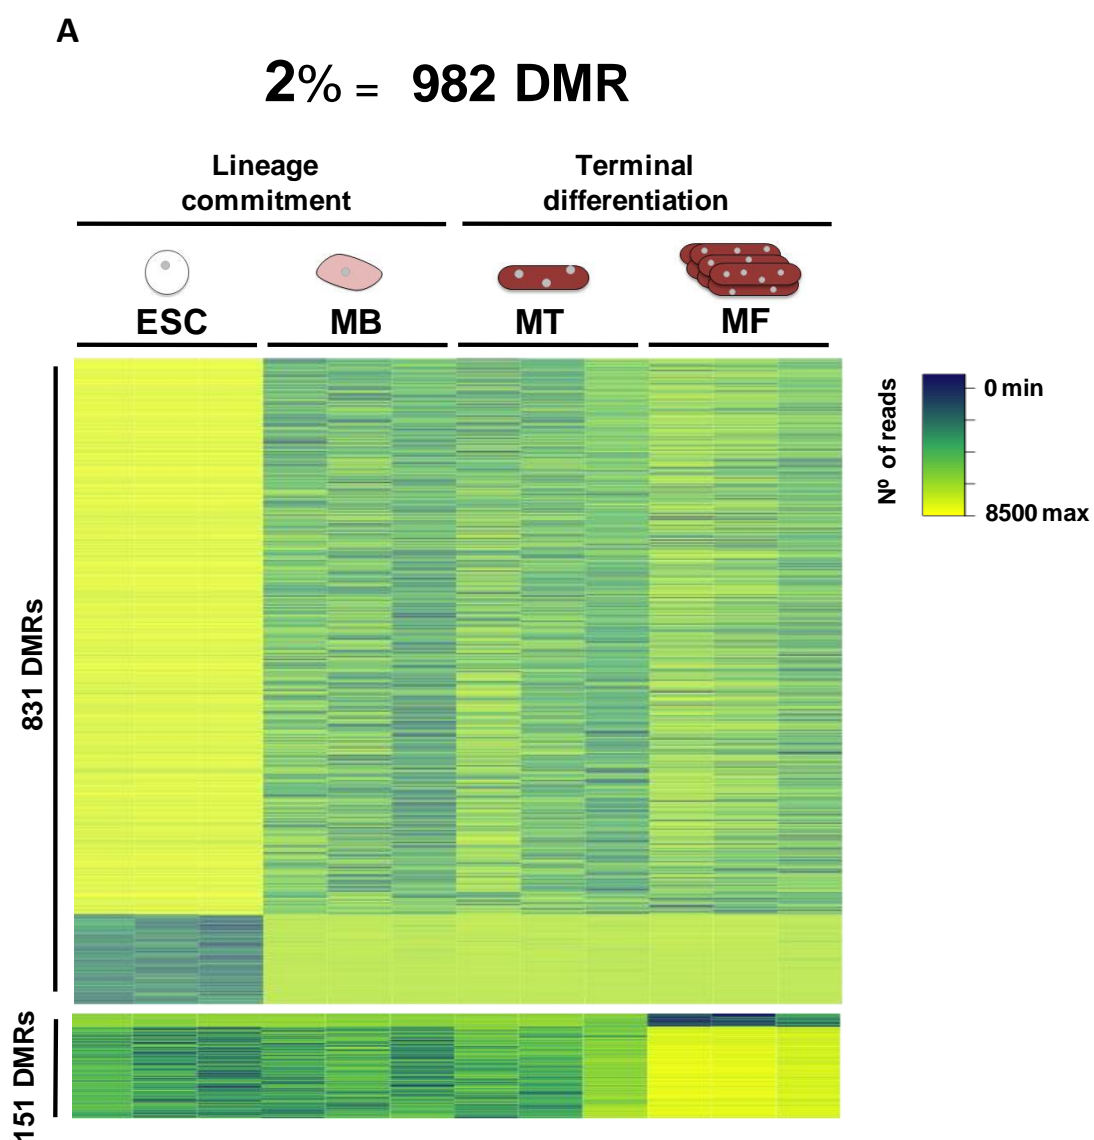 A
2% = 982 DMR
Lineage
commitment
Terminal
differentiation
ESC MB MT MF
Nº of reads
0 min
8500 max
831 DMRs
151 DMRs